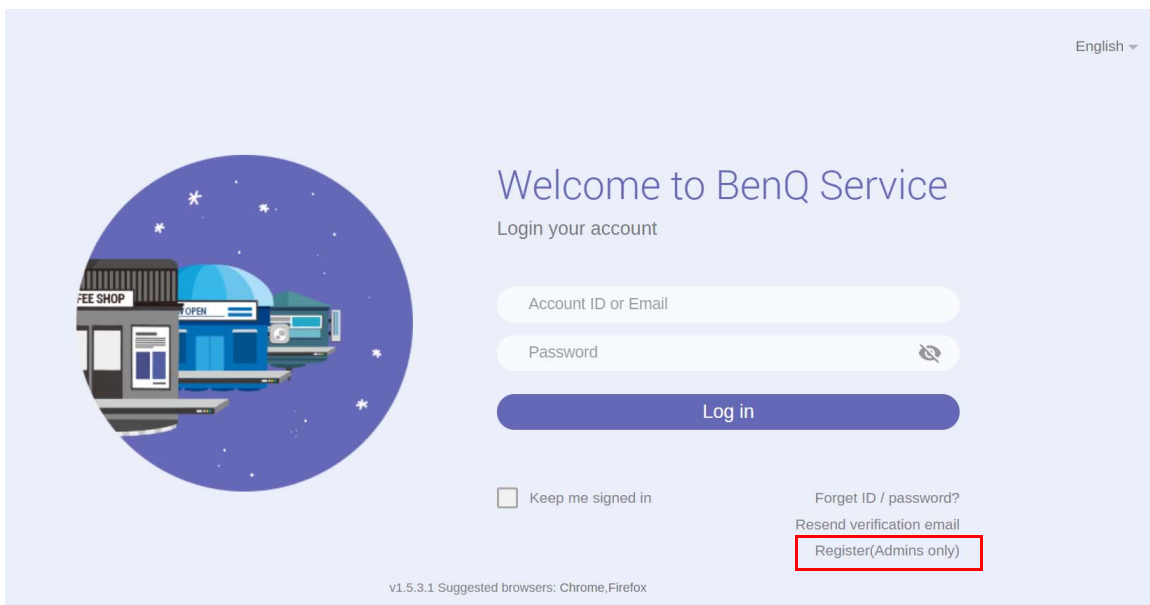 English
Welcome to BenQ Service
Login your account
FEE SHOP
OPEN
Account ID or Email
Password
Log in
Keep me signed in
Forget ID / password?
Resend verification email
Register(Admins only)
v1.5.3.1 Suggested browsers: Chrome,Firefox